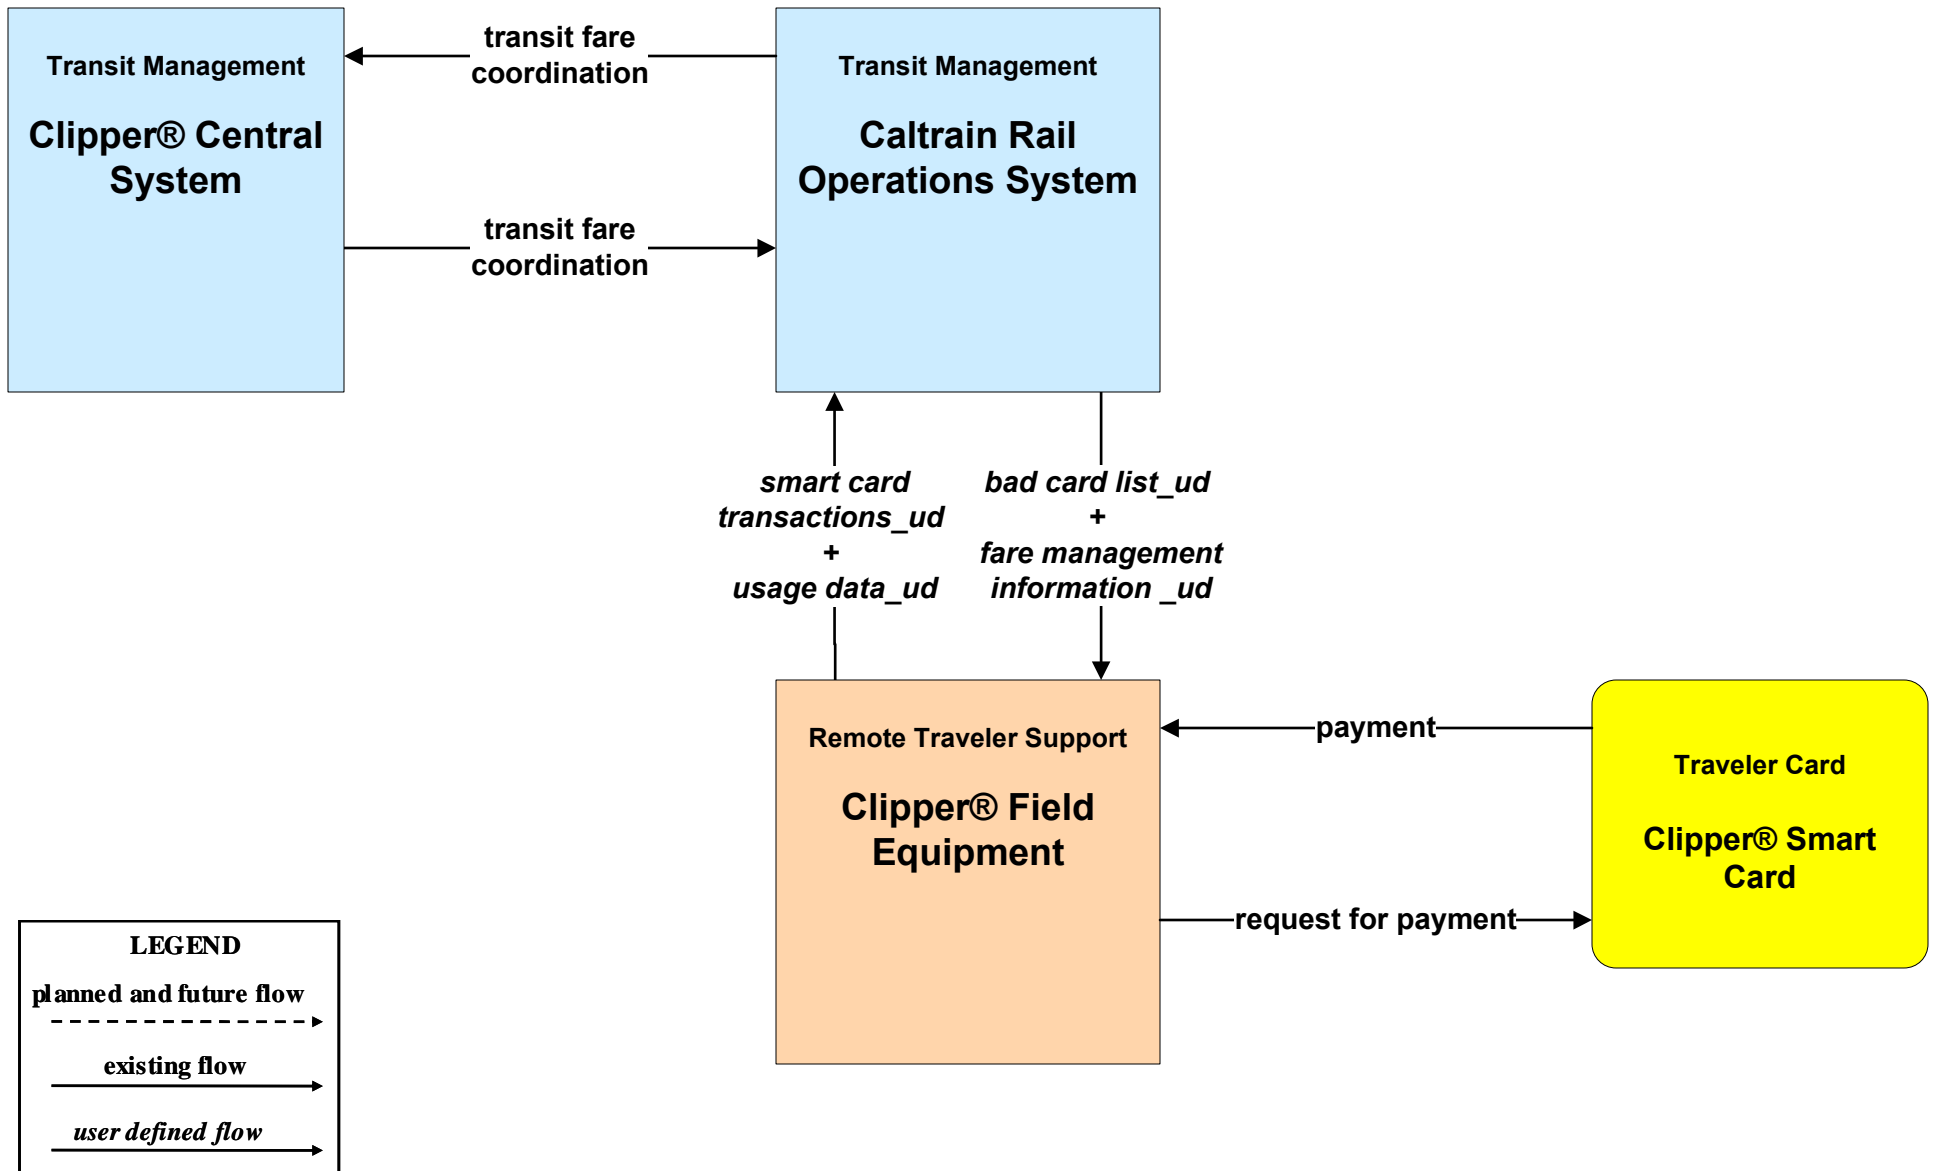 Transit Management
Clipper® Central
System
transit fare
coordination
transit fare
coordination
Transit Management
Caltrain Rail
Operations System
smart card
transactions_ud
+
usage data_ud
bad card list_ud
+
fare management
information _ud
Remote Traveler Support
Clipper® Field
Equipment
payment
request for payment
Traveler Card
Clipper® Smart
Card
LEGEND
planned and future flow
existing flow
user defined flow